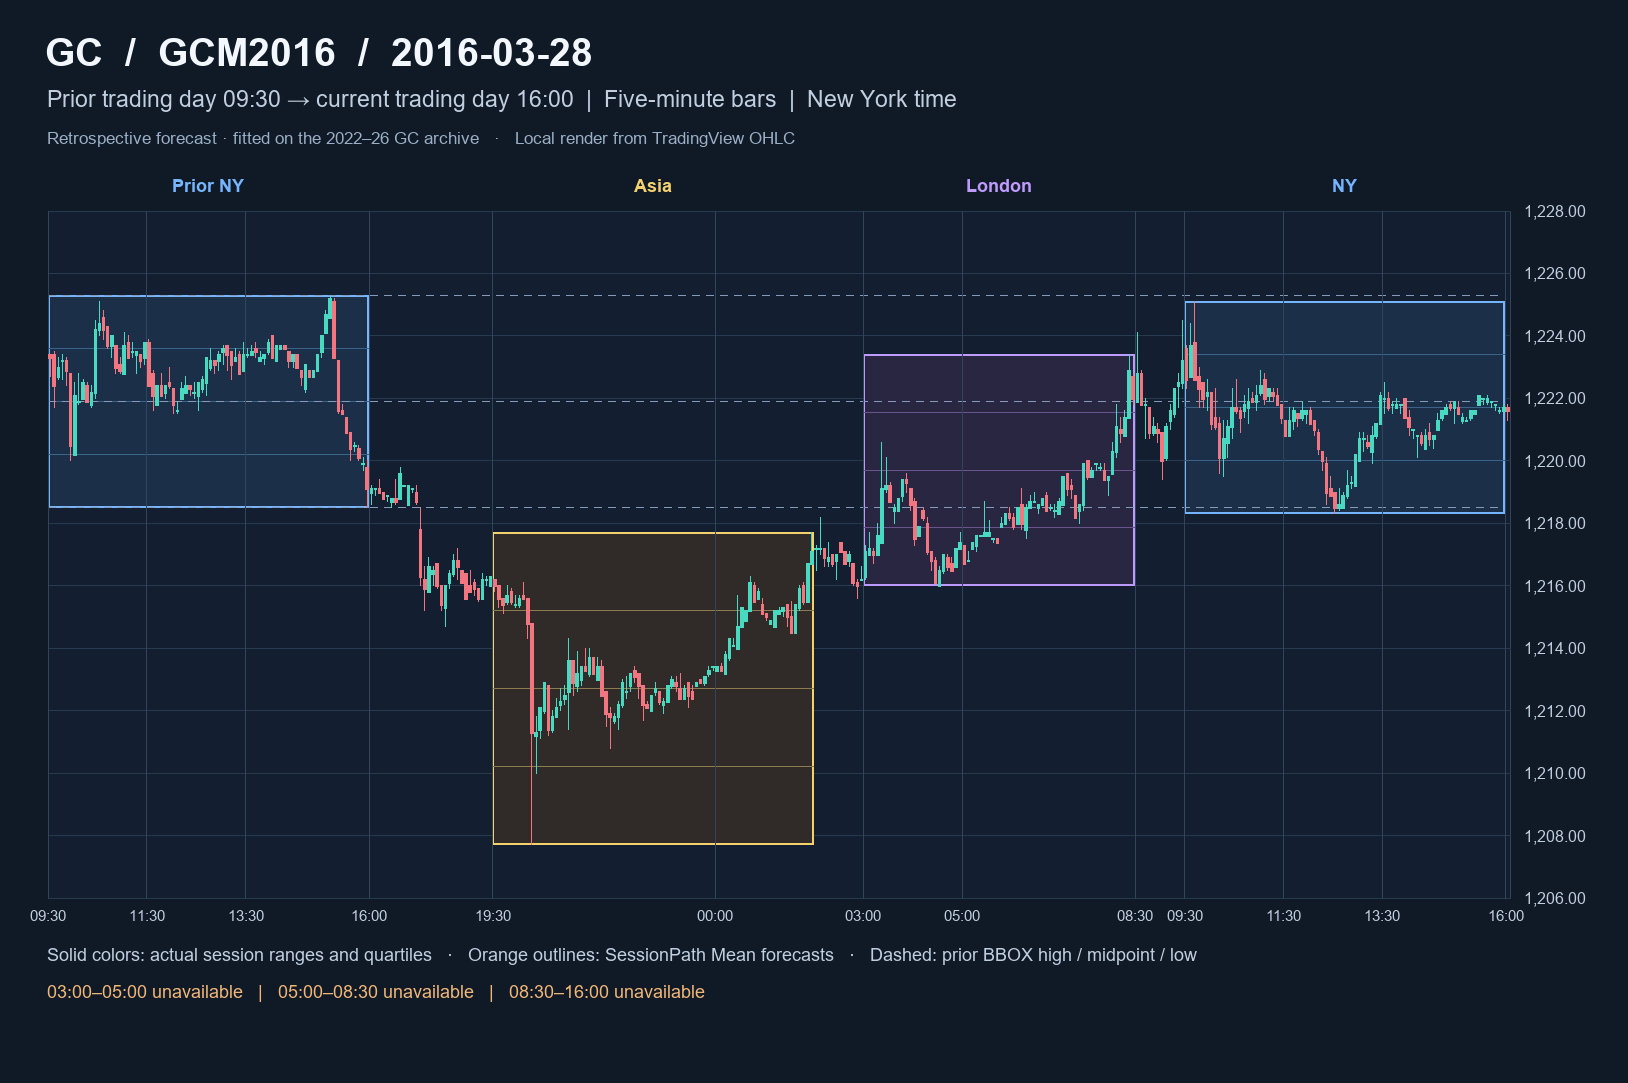 GC / GCM2016 / 2016-03-28
Prior trading day 09:30 → current trading day 16:00 | Five-minute bars | New York time
Retrospective forecast · fitted on the 2022–26 GC archive · Local render from TradingView OHLC
Prior NY Asia London NY
1,228.00
1,226.00
1,224.00
1,222.00
1,220.00
1,218.00
1,216.00
1,214.00
1,212.00
1,210.00
1,208.00
1,206.00
09:30 11:30 13:30 16:00 19:30 00:00 03:00 05:00 08:30 09:30 11:30 13:30 16:00
Solid colors: actual session ranges and quartiles · Orange outlines: SessionPath Mean forecasts · Dashed: prior BBOX high / midpoint / low
03:00–05:00 unavailable | 05:00–08:30 unavailable | 08:30–16:00 unavailable